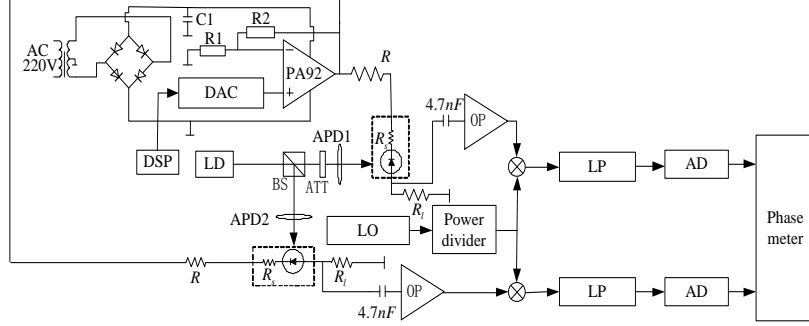 C1
R2
R1
AC
220V
PA92
−
+
R
DAC
4.7nF
OP
APD1
Rs
DSP
LD
BS
ATT
Rl
LP
AD
APD2
LO
Power
divider
Phase
meter
R
Rs
Rl
OP
4.7nF
LP
AD